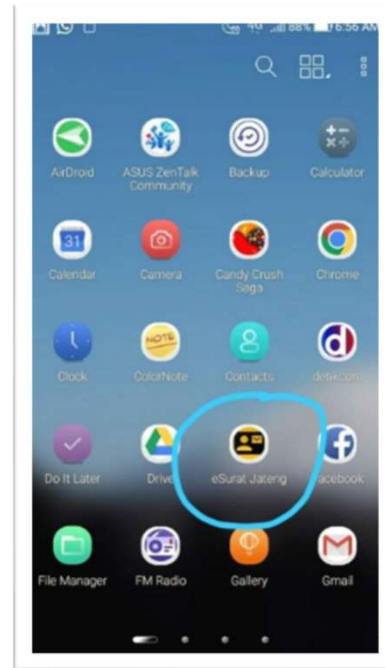 4G 88% 6:56 AM
AirDroid
ASUS ZenTalk
Community
Backup
Calculator
31
Calendar
Camera
Candy Crush
Saga
Chrome
Clock
NOTE
ColorNote
Contacts
d
detikcom
Do It Later
Drive
eSurat Jateng
Facebook
File Manager
FM Radio
Gallery
Gmail